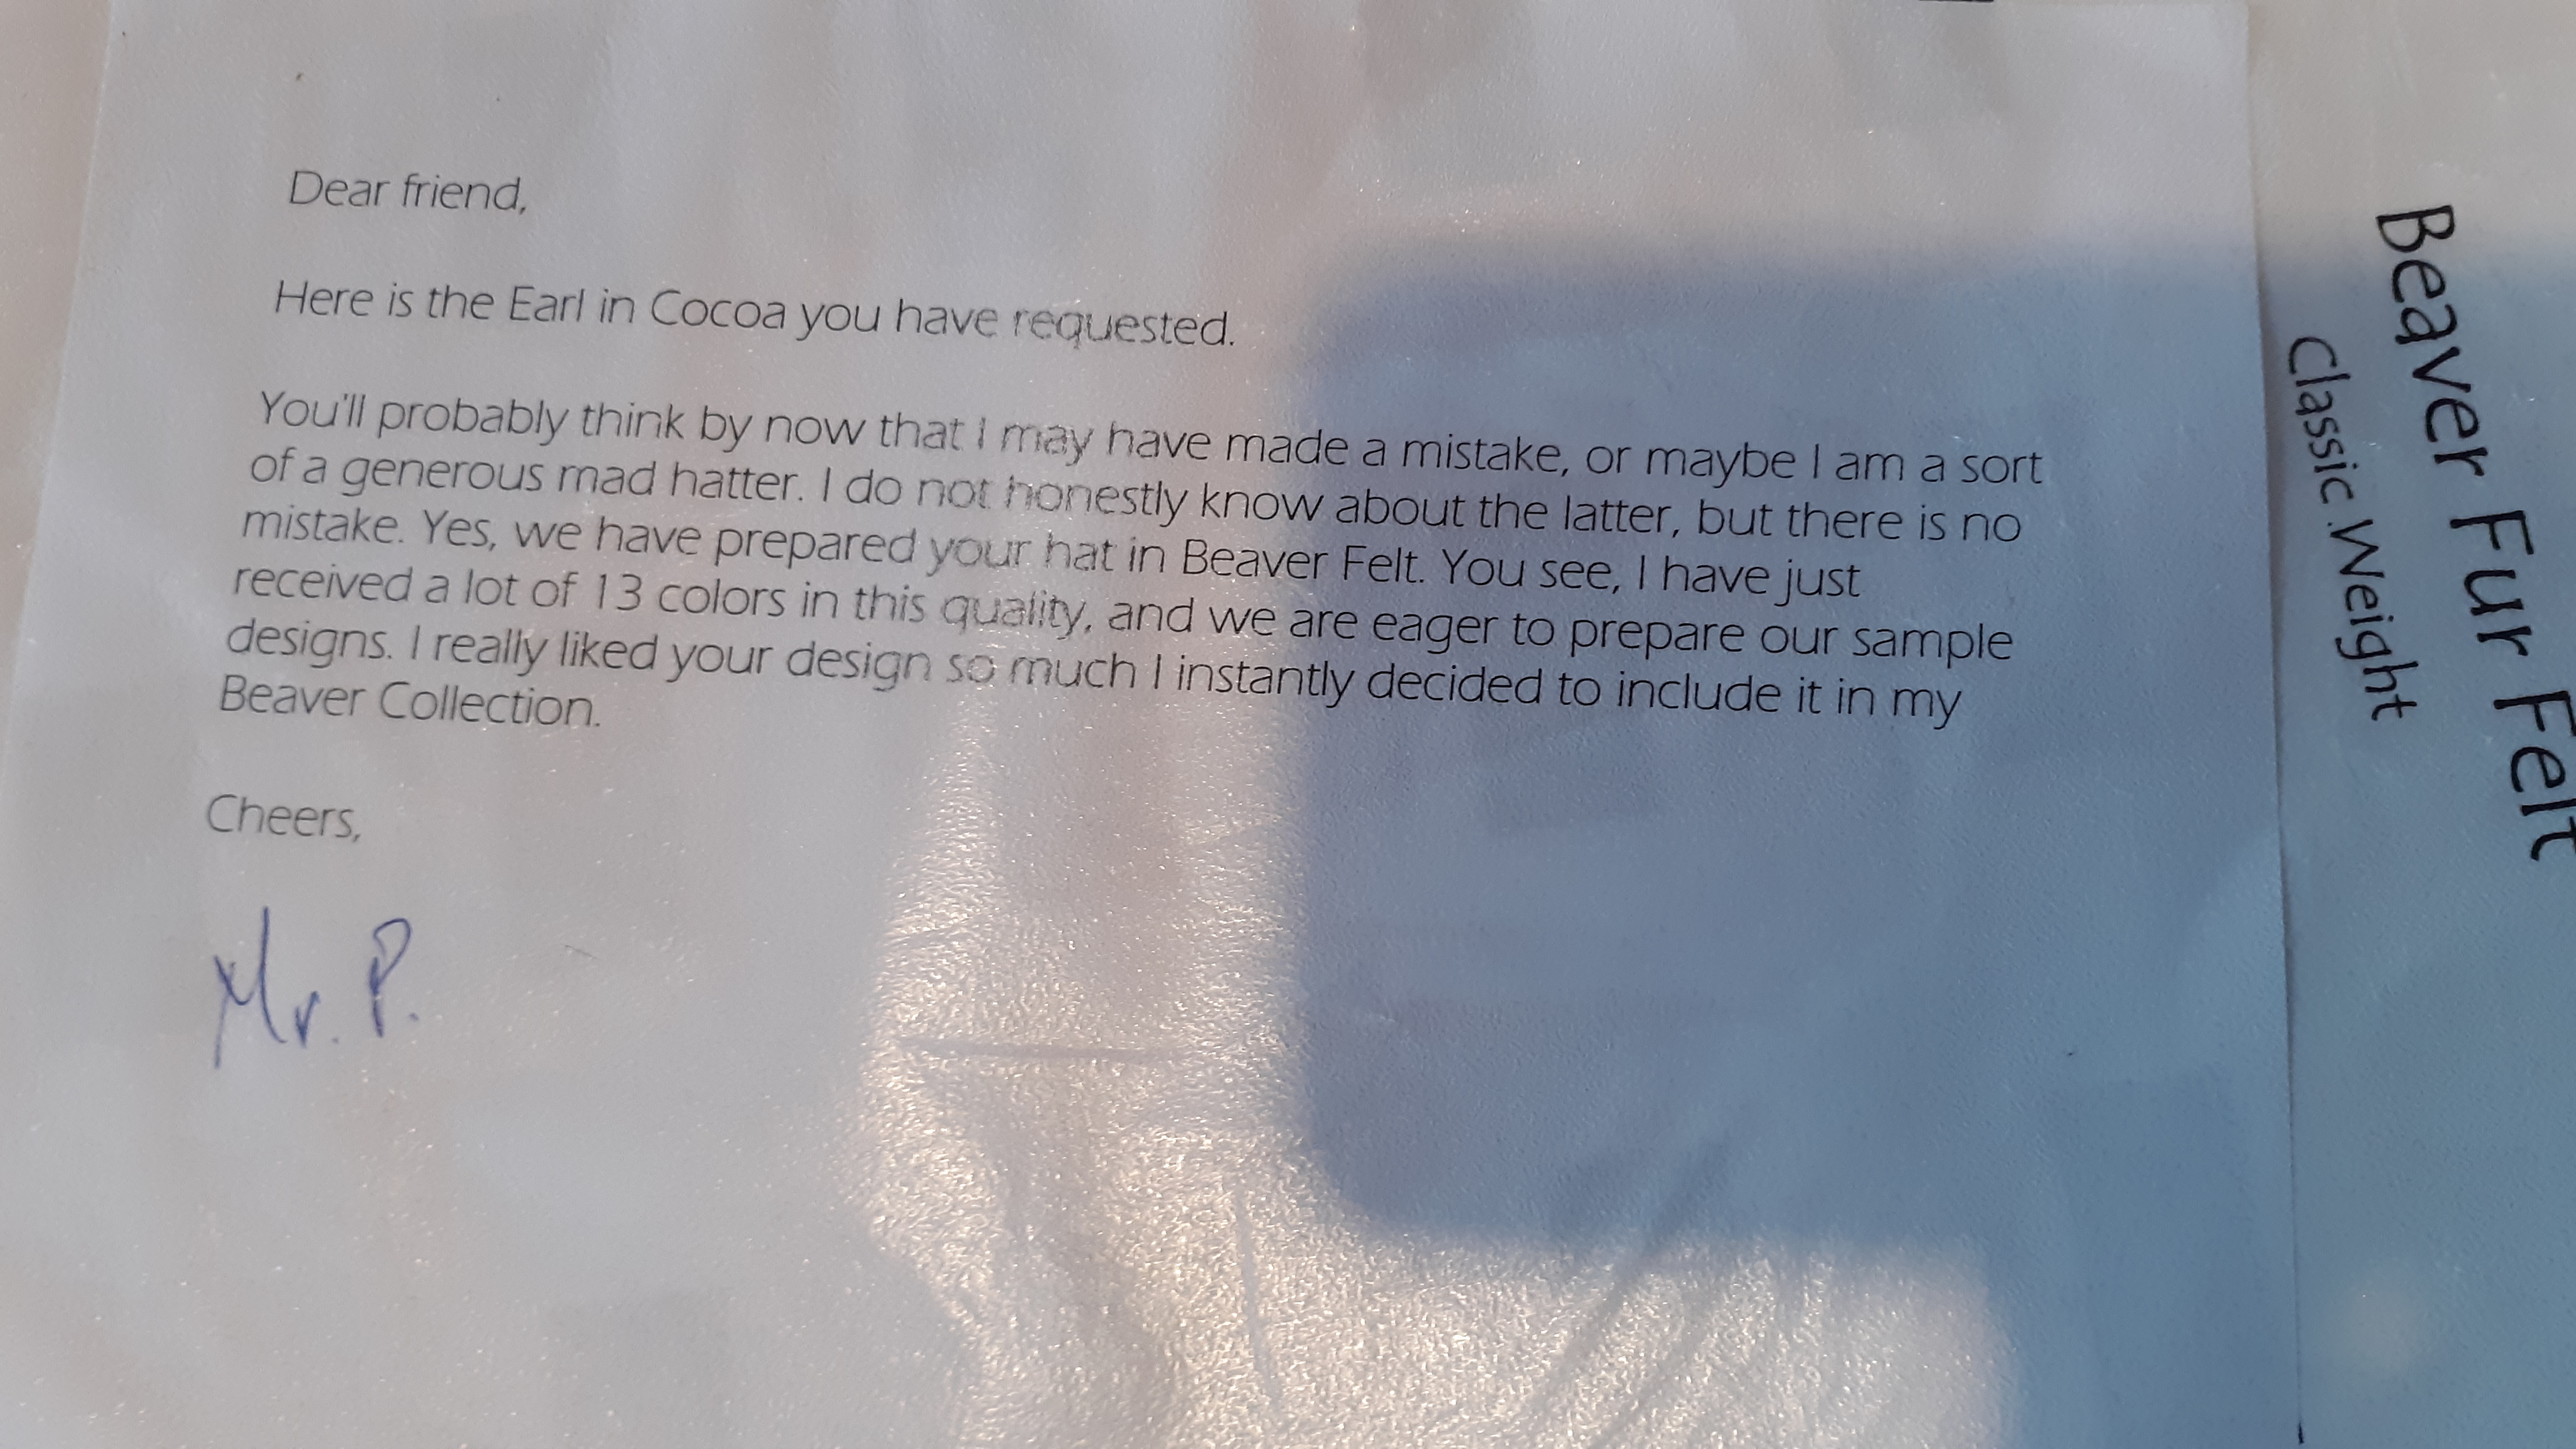 Dear friend,
Here is the Earl in Cocoa you have requested.
You'll probably think by now that I may have made a mistake, or maybe I am a sort
of a generous mad hatter. I do not honestly know about the latter, but there is no
mistake. Yes, we have prepared your hat in Beaver Felt. You see, I have just
received a lot of 13 colors in this quality, and we are eager to prepare our sample
designs. I really liked your design so much I instantly decided to include it in my
Beaver Collection.
Cheers,
Mr. P.
Beaver Fur Felt
Classic Weight